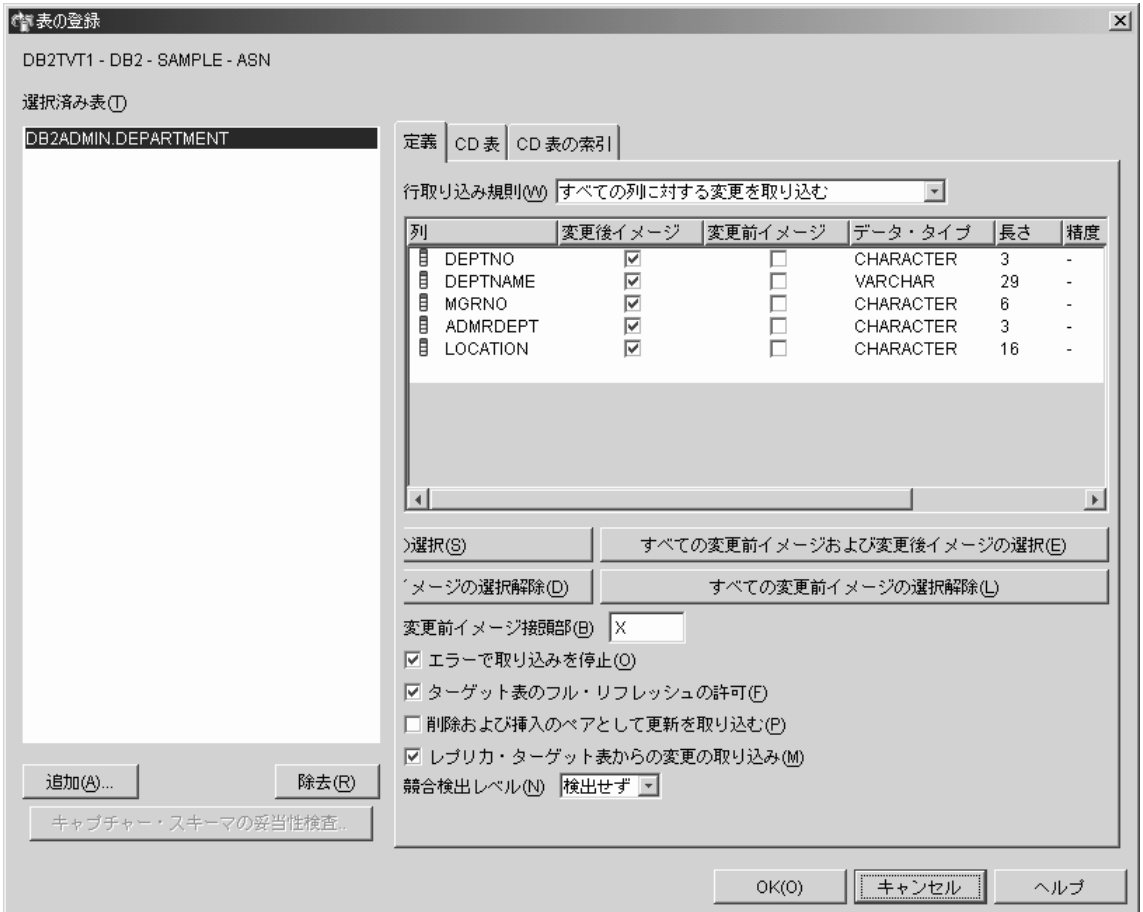 表の登録
DB2TVT1 - DB2 - SAMPLE - ASN
選択済み表(T)
DB2ADMIN.DEPARTMENT
定義 CD 表 CD 表の索引
行取り込み規則(W) すべての列に対する変更を取り込む
列 変更後イメージ 変更前イメージ データ・タイプ 長さ 精度
DEPTNO CHARACTER 3 -
DEPTNAME VARCHAR 29 -
MGRNO CHARACTER 6 -
ADMRDEPT CHARACTER 3 -
LOCATION CHARACTER 16 -
選択(S) すべての変更前イメージおよび変更後イメージの選択(E)
メージの選択解除(D) すべての変更前イメージの選択解除(L)
変更前イメージ接頭部(B) X
エラーで取り込みを停止(O)
ターゲット表のフル・リフレッシュの許可(F)
削除および挿入のペアとして更新を取り込む(P)
レプリカ・ターゲット表からの変更の取り込み(M)
競合検出レベル(N) 検出せず
追加(A)... 除去(R)
キャプチャー・スキーマの妥当性検査..
OK(O) キャンセル ヘルプ